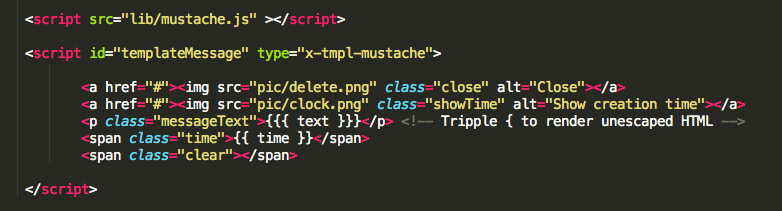 <script src="lib/mustache.js" ></script>
<script id="templateMessage" type="x-tmpl-mustache">
<a href="#"><img src="pic/delete.png" class="close" alt="Close"></a>
<a href="#"><img src="pic/clock.png" class="showTime" alt="Show creation time"></a>
<p class="messageText">{{{ text }}}</p> <!-- Tripple { to render unescaped HTML -->
<span class="time">{{ time }}</span>
<span class="clear"></span>
</script>